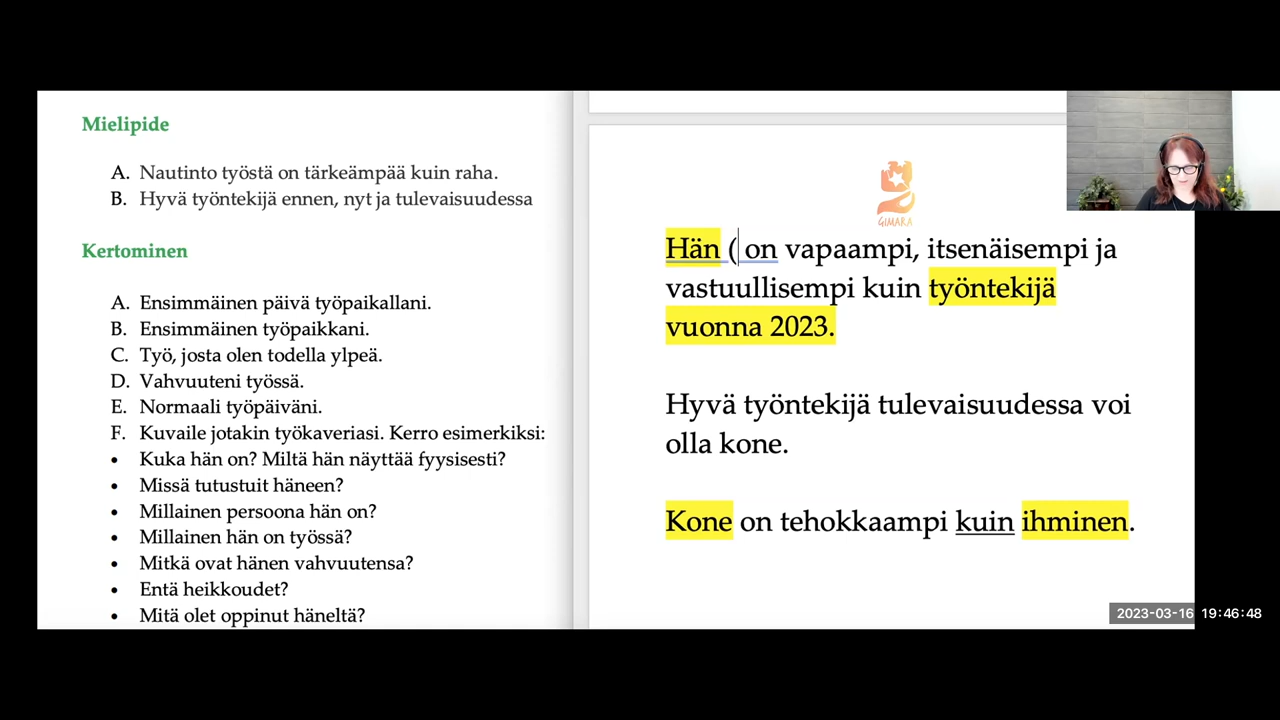 Mielipide
A. Nautinto työstä on tärkeämpää kuin raha.
B. Hyvä työntekijä ennen, nyt ja tulevaisuudessa
Kertominen
A. Ensimmäinen päivä työpaikallani.
B. Ensimmäinen työpaikkani.
C. Työ, josta olen todella ylpeä.
D. Vahvuuteni työssä.
E. Normaali työpäiväni.
F. Kuvaile jotakin työkaveriasi. Kerro esimerkiksi:
• Kuka hän on? Miltä hän näyttää fyysisesti?
• Missä tutustuit häneen?
• Millainen persoona hän on?
• Millainen hän on työssä?
• Mitkä ovat hänen vahvuutensa?
• Entä heikkoudet?
• Mitä olet oppinut häneltä?
GIMARA
Hän ( on vapaampi, itsenäisempi ja
vastuullisempi kuin työntekijä
vuonna 2023.
Hyvä työntekijä tulevaisuudessa voi
olla kone.
Kone on tehokkaampi kuin ihminen.
2023-03-16 19:46:48